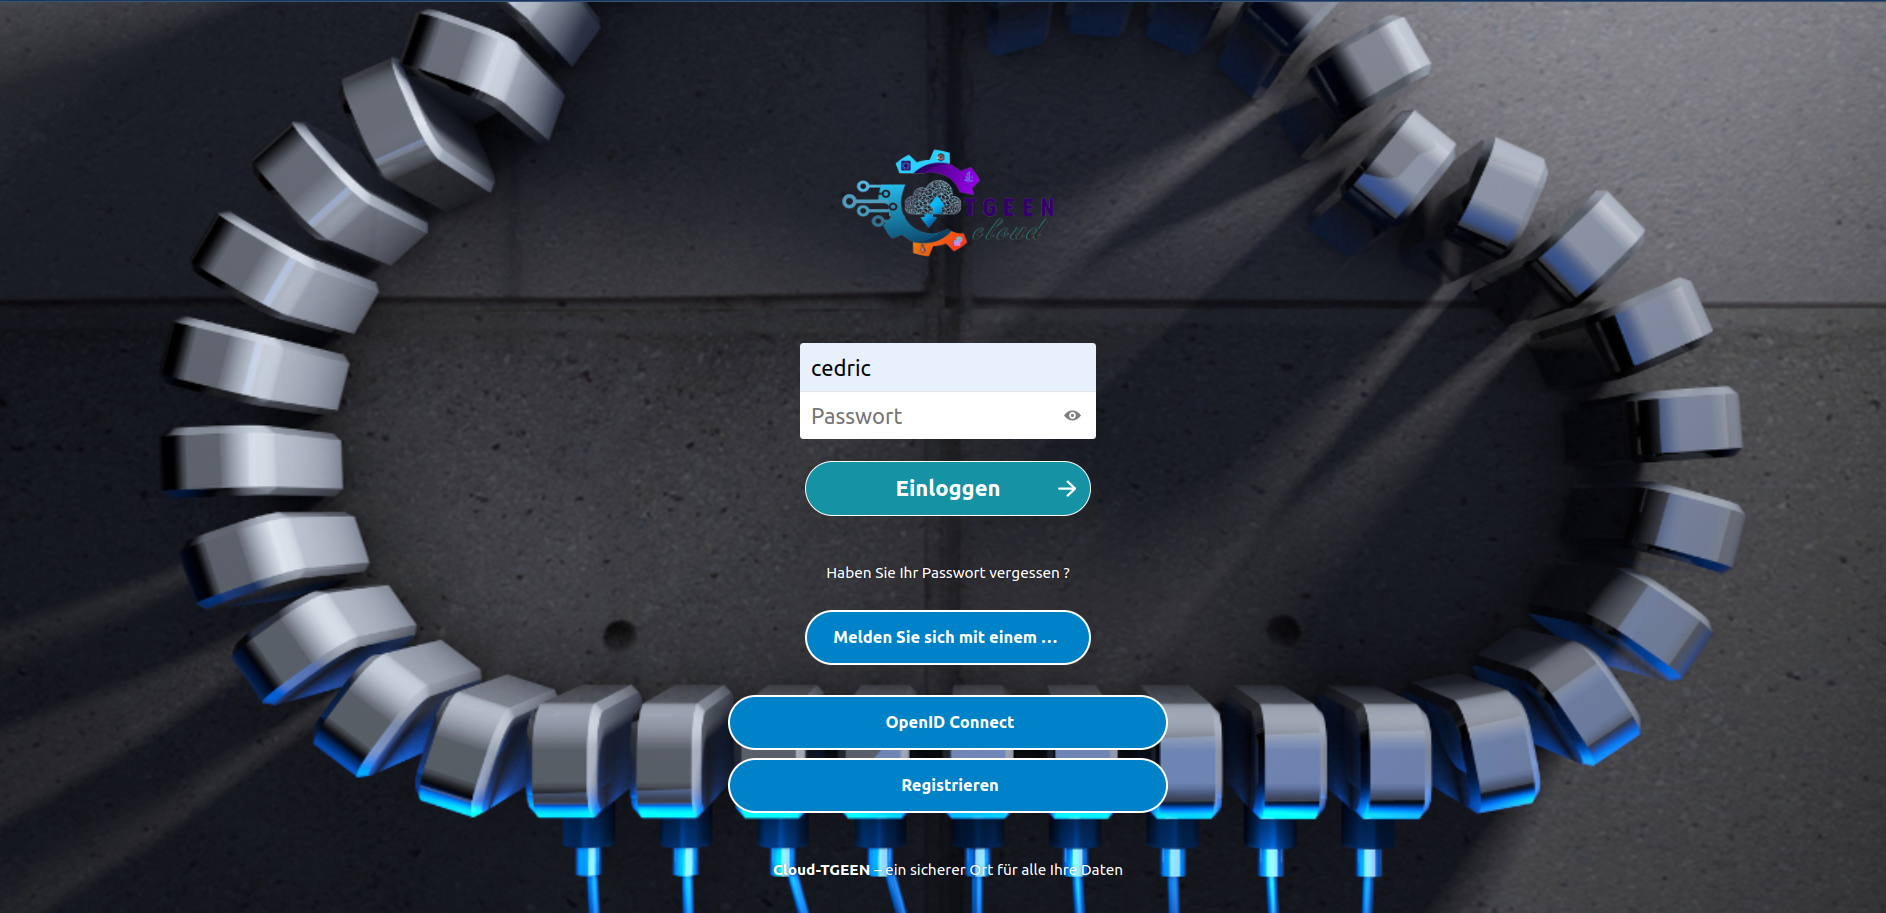 TGEEN
cloud
cedric
Passwort
Einloggen
Haben Sie Ihr Passwort vergessen ?
Melden Sie sich mit einem ...
OpenID Connect
Registrieren
Cloud-TGEEN – ein sicherer Ort für alle Ihre Daten